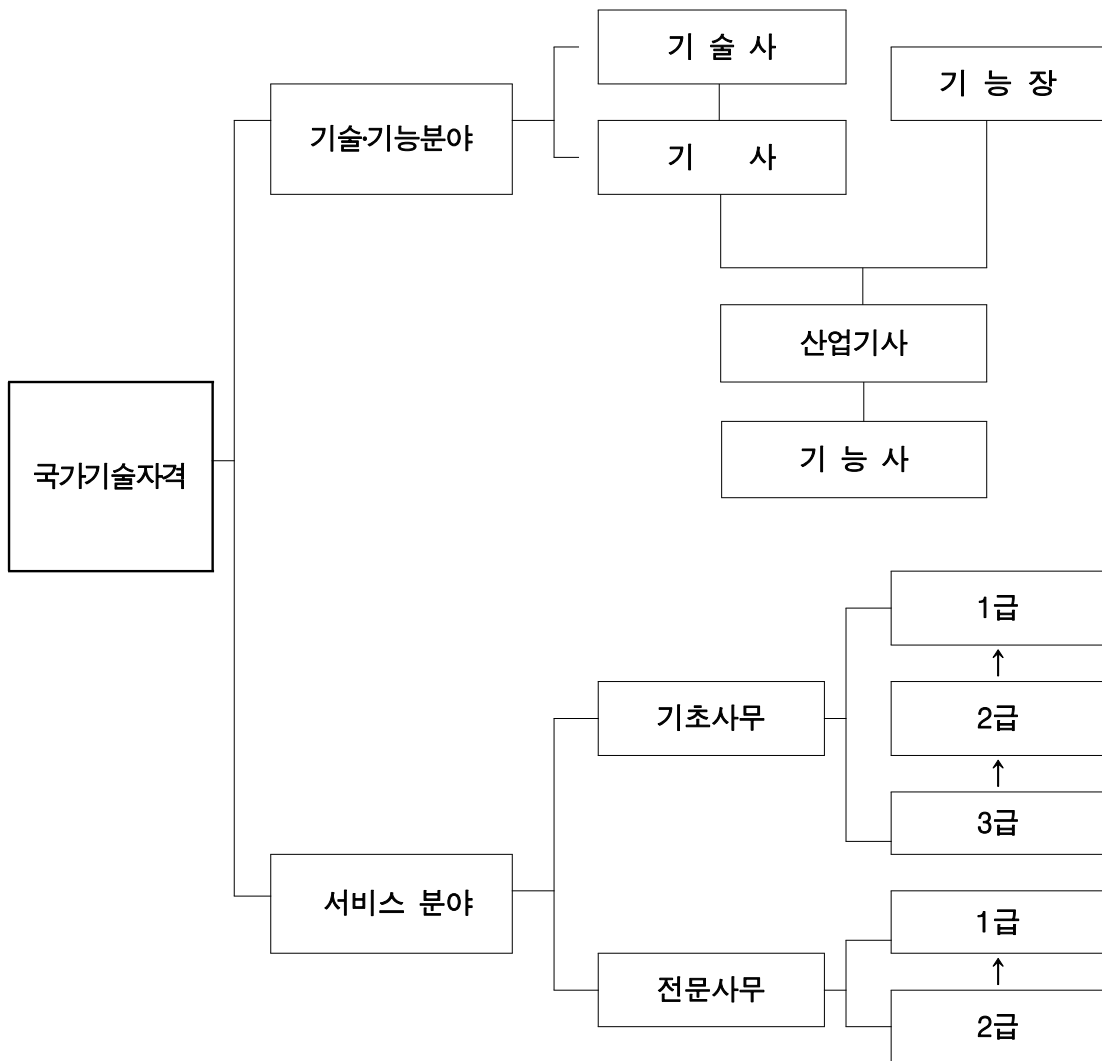 기 술 사
기 능 장
기술·기능분야
기 사
산업기사
국가기술자격
기 능 사
1급
↑
기초사무
2급
↑
3급
서비스 분야
1급
↑
전문사무
2급